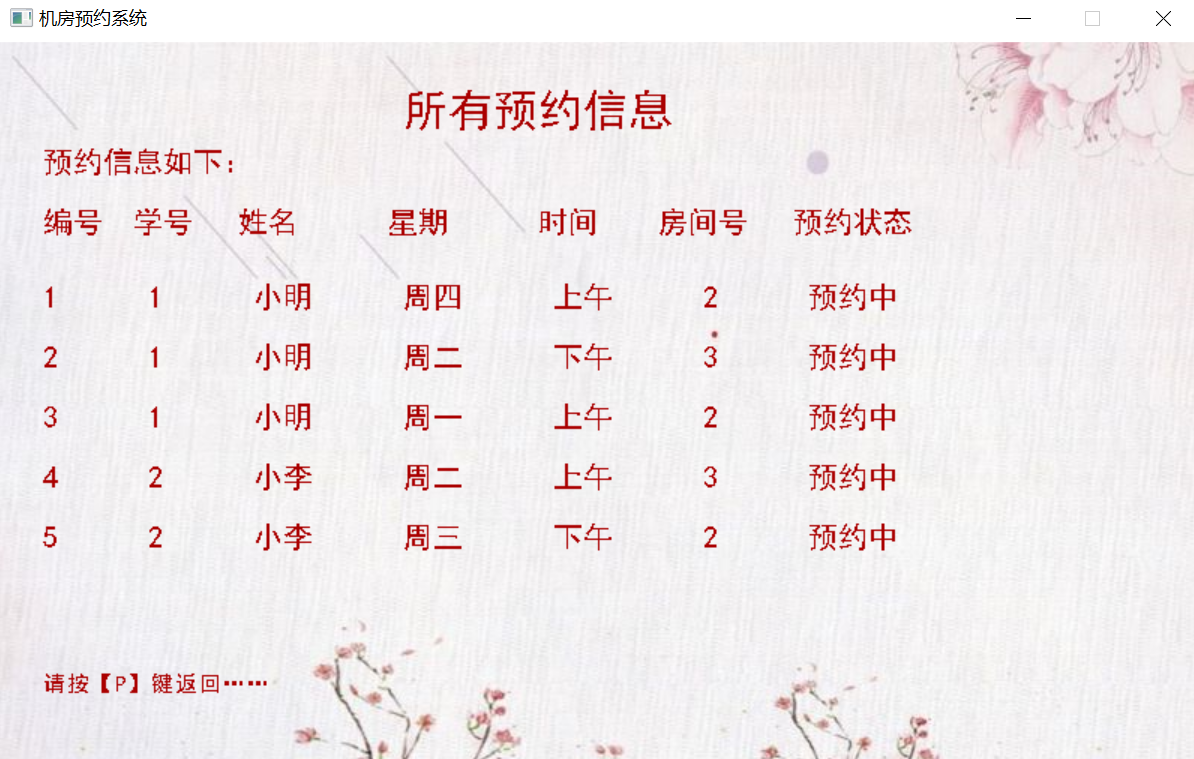 机房预约系统
所有预约信息
预约信息如下：
编号 学号 姓名 星期 时间 房间号 预约状态
1 1 小明 周四 上午 2 预约中
2 1 小明 周二 下午 3 预约中
3 1 小明 周一 上午 2 预约中
4 2 小李 周二 上午 3 预约中
5 2 小李 周三 下午 2 预约中
请按【P】键返回……